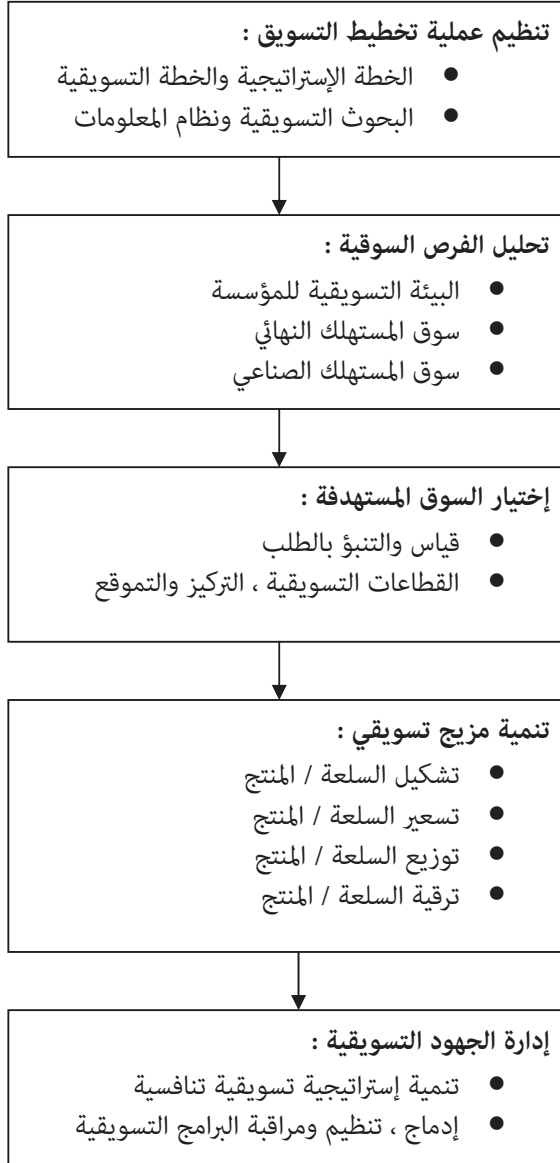 تنظيم عملية تخطيط التسويق :
● الخطة الإستراتيجية والخطة التسويقية
● البحوث التسويقية ونظام المعلومات
تحليل الفرص السوقية :
● البيئة التسويقية للمؤسسة
● سوق المستهلك النهائي
● سوق المستهلك الصناعي
إختيار السوق المستهدفة :
● قياس والتنبؤ بالطلب
● القطاعات التسويقية ، التركيز والتموقع
تنمية مزيج تسويقي :
● تشكيل السلعة / المنتج
● تسعير السلعة / المنتج
● توزيع السلعة / المنتج
● ترقية السلعة / المنتج
إدارة الجهود التسويقية :
● تنمية إستراتيجية تسويقية تنافسية
● إدماج ، تنظيم ومراقبة البرامج التسويقية